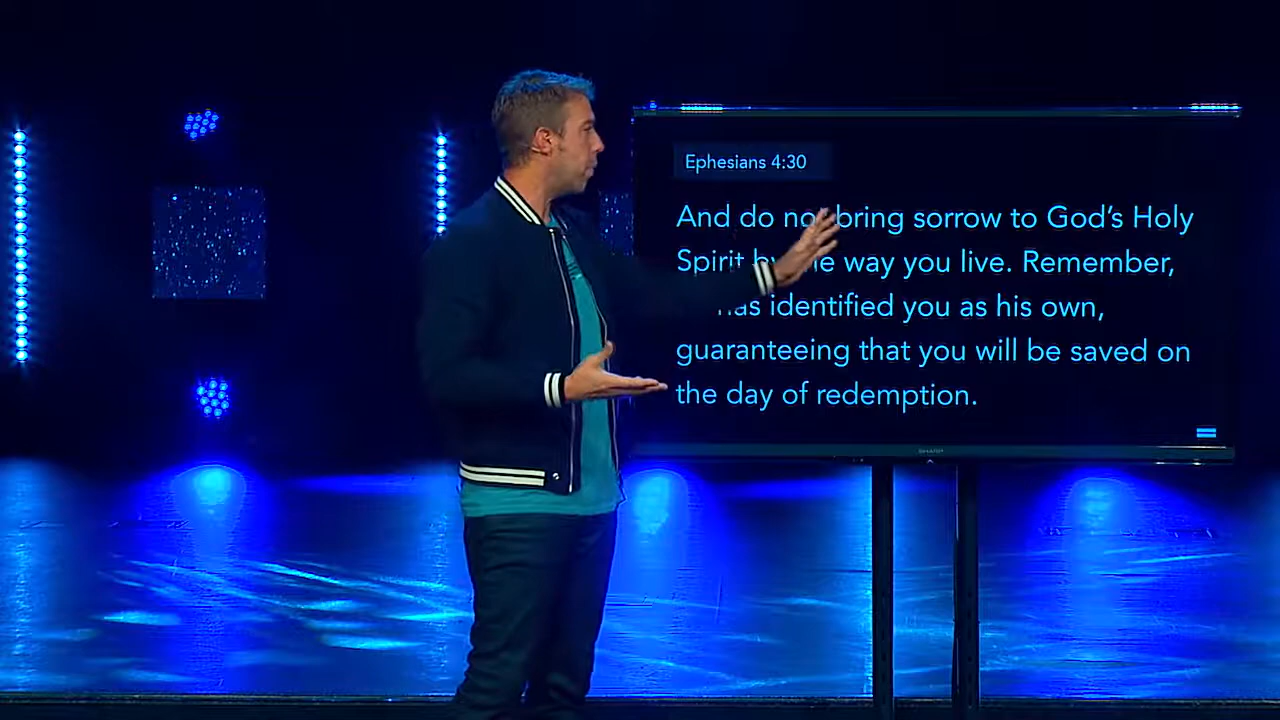 Ephesians 4:30
And do bring sorrow to God's Holy
Spirit way you live. Remember,
identified you as his own,
guaranteeing that you will be saved on
the day of redemption.
SHARP